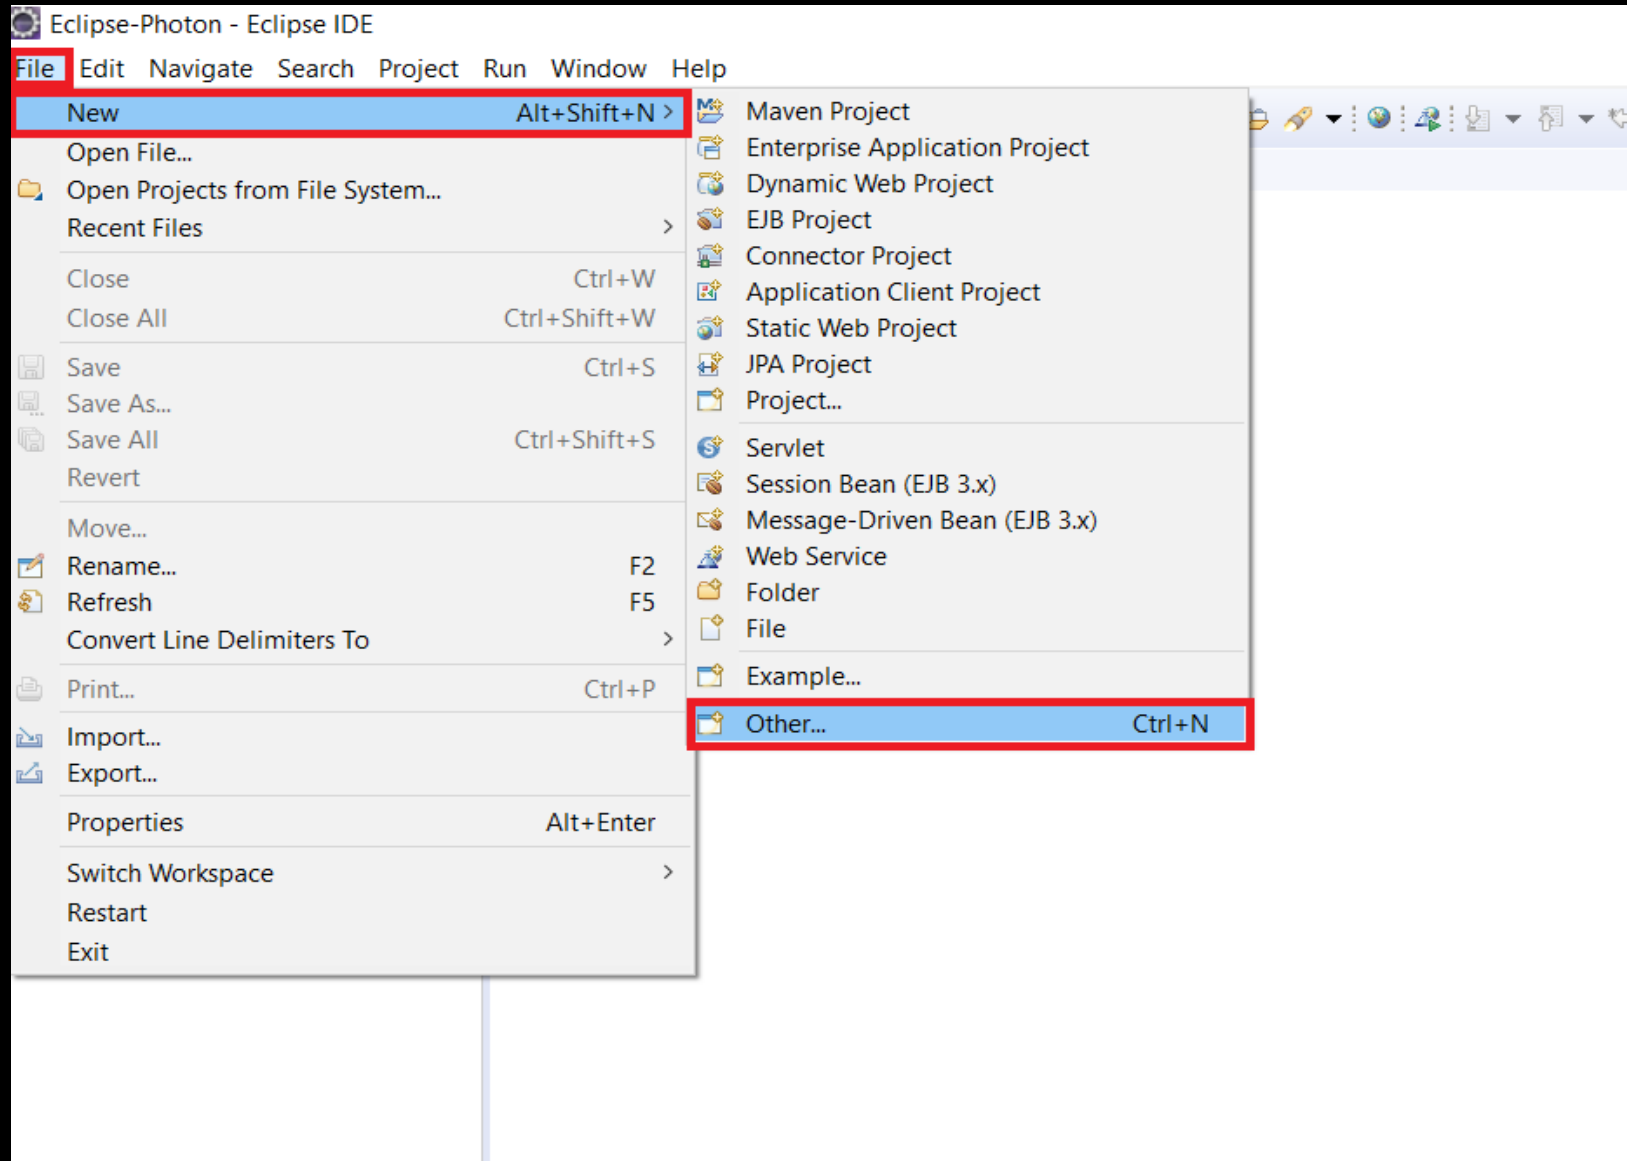 Eclipse-Photon - Eclipse IDE
File Edit Navigate Search Project Run Window Help
New Alt+Shift+N >
Open File...
Open Projects from File System...
Recent Files >
Close Ctrl+W
Close All Ctrl+Shift+W
Save Ctrl+S
Save As...
Save All Ctrl+Shift+S
Revert
Move...
Rename... F2
Refresh F5
Convert Line Delimiters To >
Print... Ctrl+P
Import...
Export...
Properties Alt+Enter
Switch Workspace >
Restart
Exit
Maven Project
Enterprise Application Project
Dynamic Web Project
EJB Project
Connector Project
Application Client Project
Static Web Project
JPA Project
Project...
Servlet
Session Bean (EJB 3.x)
Message-Driven Bean (EJB 3.x)
Web Service
Folder
File
Example...
Other... Ctrl+N